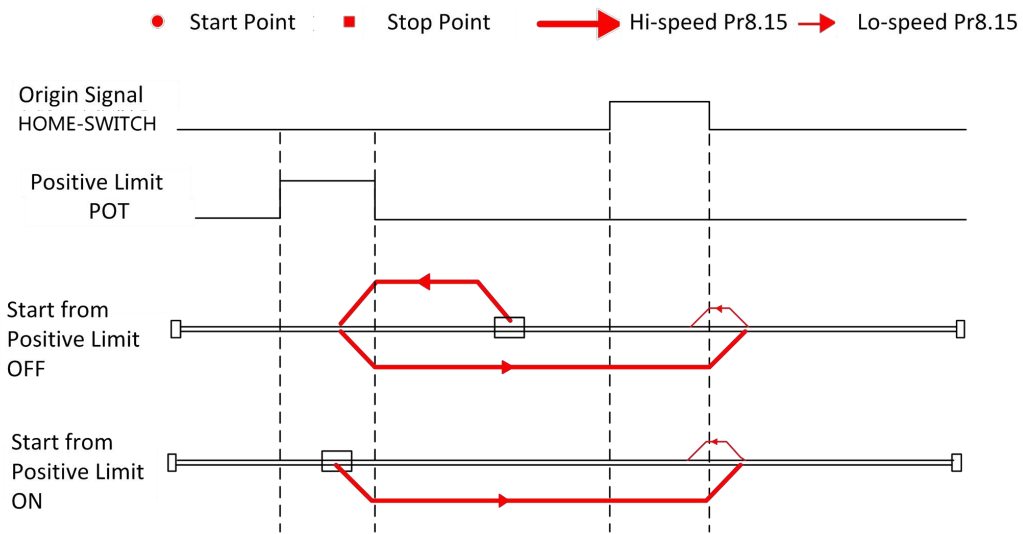 Start Point Stop Point Hi-speed Pr8.15 Lo-speed Pr8.15
Origin Signal
HOME-SWITCH
Positive Limit
POT
Start from
Positive Limit
OFF
Start from
Positive Limit
ON